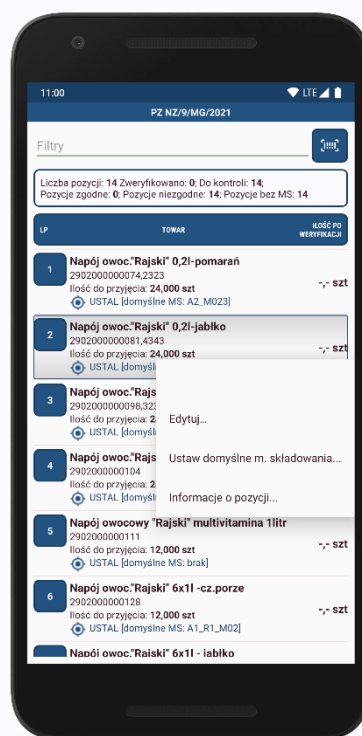 11:00
LTE
PZ NZ/9/MG/2021
Filtry
Liczba pozycji: 14 Zweryfikowano: 0; Do kontroli: 14;
Pozycje zgodne: 0; Pozycje niezgodne: 14; Pozycje bez MS: 14
LP TOWAR ILOŚĆ PO WERYFIKACJI
1
Napój owoc."Rajski" 0,2l-pomarań
2902000000074,2323
Ilość do przyjęcia: 24,000 szt
-,- szt
USTAL [domyślne MS: A2_M023]
2
Napój owoc."Rajski" 0,2l-jabłko
2902000000081,4343
Ilość do przyjęcia: 24,000 szt
-,- szt
USTAL [domyśl
Edytuj...
Ustaw domyślne m. składowania...
Informacje o pozycji...
3
Napój owoc."Rajs
2902000000098,323
Ilość do przyjęcia: 2
USTAL [domyśl
4
Napój owoc."Rajs
2902000000104
Ilość do przyjęcia: 2
USTAL [domyśl
5
Napój owocowy "Rajski" multivitamina 1litr
2902000000111
Ilość do przyjęcia: 12,000 szt
-,- szt
USTAL [domyślne MS: brak]
6
Napój owoc."Rajski" 6x1l -cz.porze
2902000000128
Ilość do przyjęcia: 12,000 szt
-,- szt
USTAL [domyślne MS: A1_R1_M02]
Napój owoc."Rajski" 6x1l - jabłko